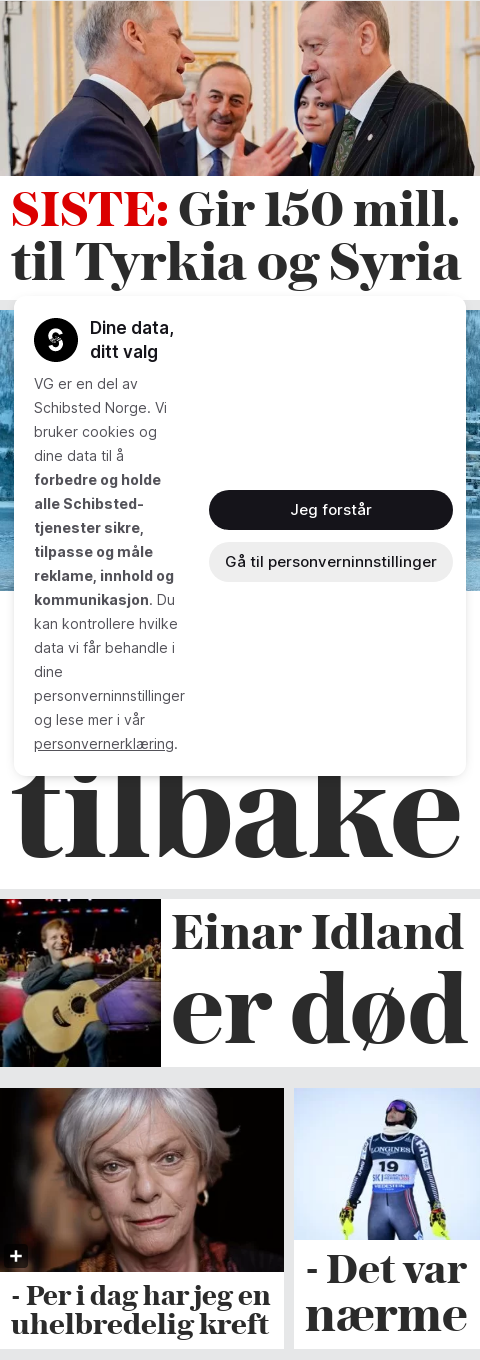 SISTE: Gir 150 mill.
til Tyrkia og Syria
Dine data,
ditt valg
VG er en del av
Schibsted Norge. Vi
bruker cookies og
dine data til å
forbedre og holde
alle Schibsted-
tjenester sikre,
tilpasse og måle
reklame, innhold og
kommunikasjon. Du
kan kontrollere hvilke
data vi får behandle i
dine
personverninnstillinger
og lese mer i vår
personvernerklæring.
Jeg forstår
Gå til personverninnstillinger
tilbake
Einar Idland
er død
LONGINES
19
- Per i dag har jeg en
uhelbredelig kreft
- Det var
nærme